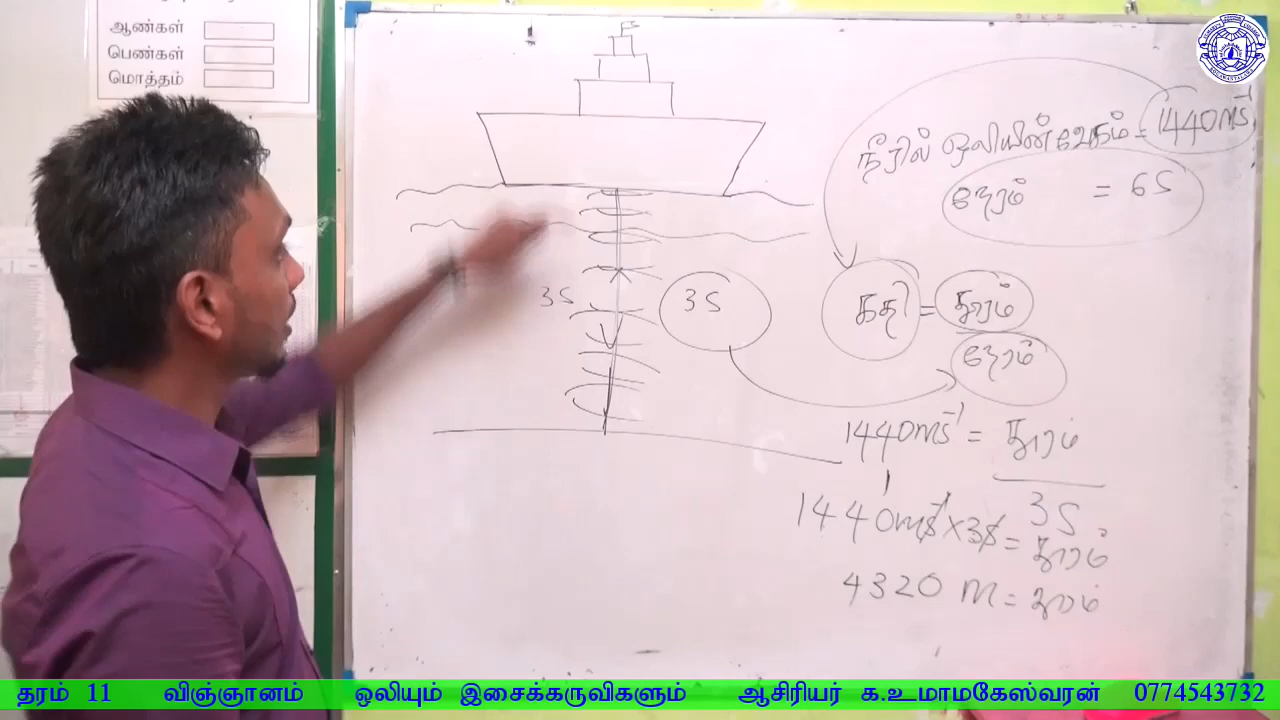 ஆண்கள்
பெண்கள்
மொத்தம்
நீரில் ஒலியின் வேகம் = 1440ms⁻¹
நேரம் = 6S
3S
3S
கதி = தூரம்
நேரம்
1440ms⁻¹ = தூரம்
3S
1440ms⁻¹ x 3s = தூரம்
4320 m = தூரம்
தரம் 11 விஞ்ஞானம் ஒலியும் இசைக்கருவிகளும் ஆசிரியர் க.உமாமகேஸ்வரன் 0774543732